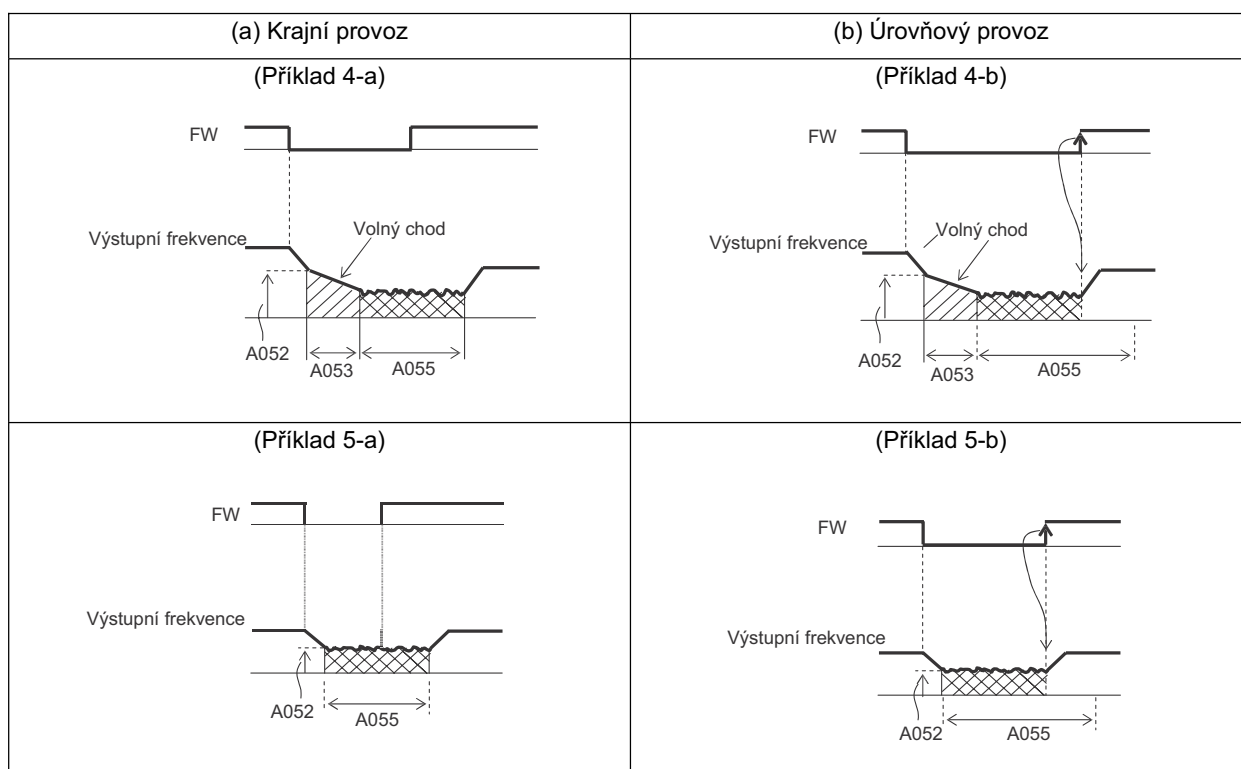 (a) Krajní provoz
(b) Úrovňový provoz
(Příklad 4-a)
FW
Volný chod
Výstupní frekvence
A052
A053
A055
(Příklad 4-b)
FW
Volný chod
Výstupní frekvence
A052
A053
A055
(Příklad 5-a)
FW
Výstupní frekvence
A052
A055
(Příklad 5-b)
FW
Výstupní frekvence
A052
A055